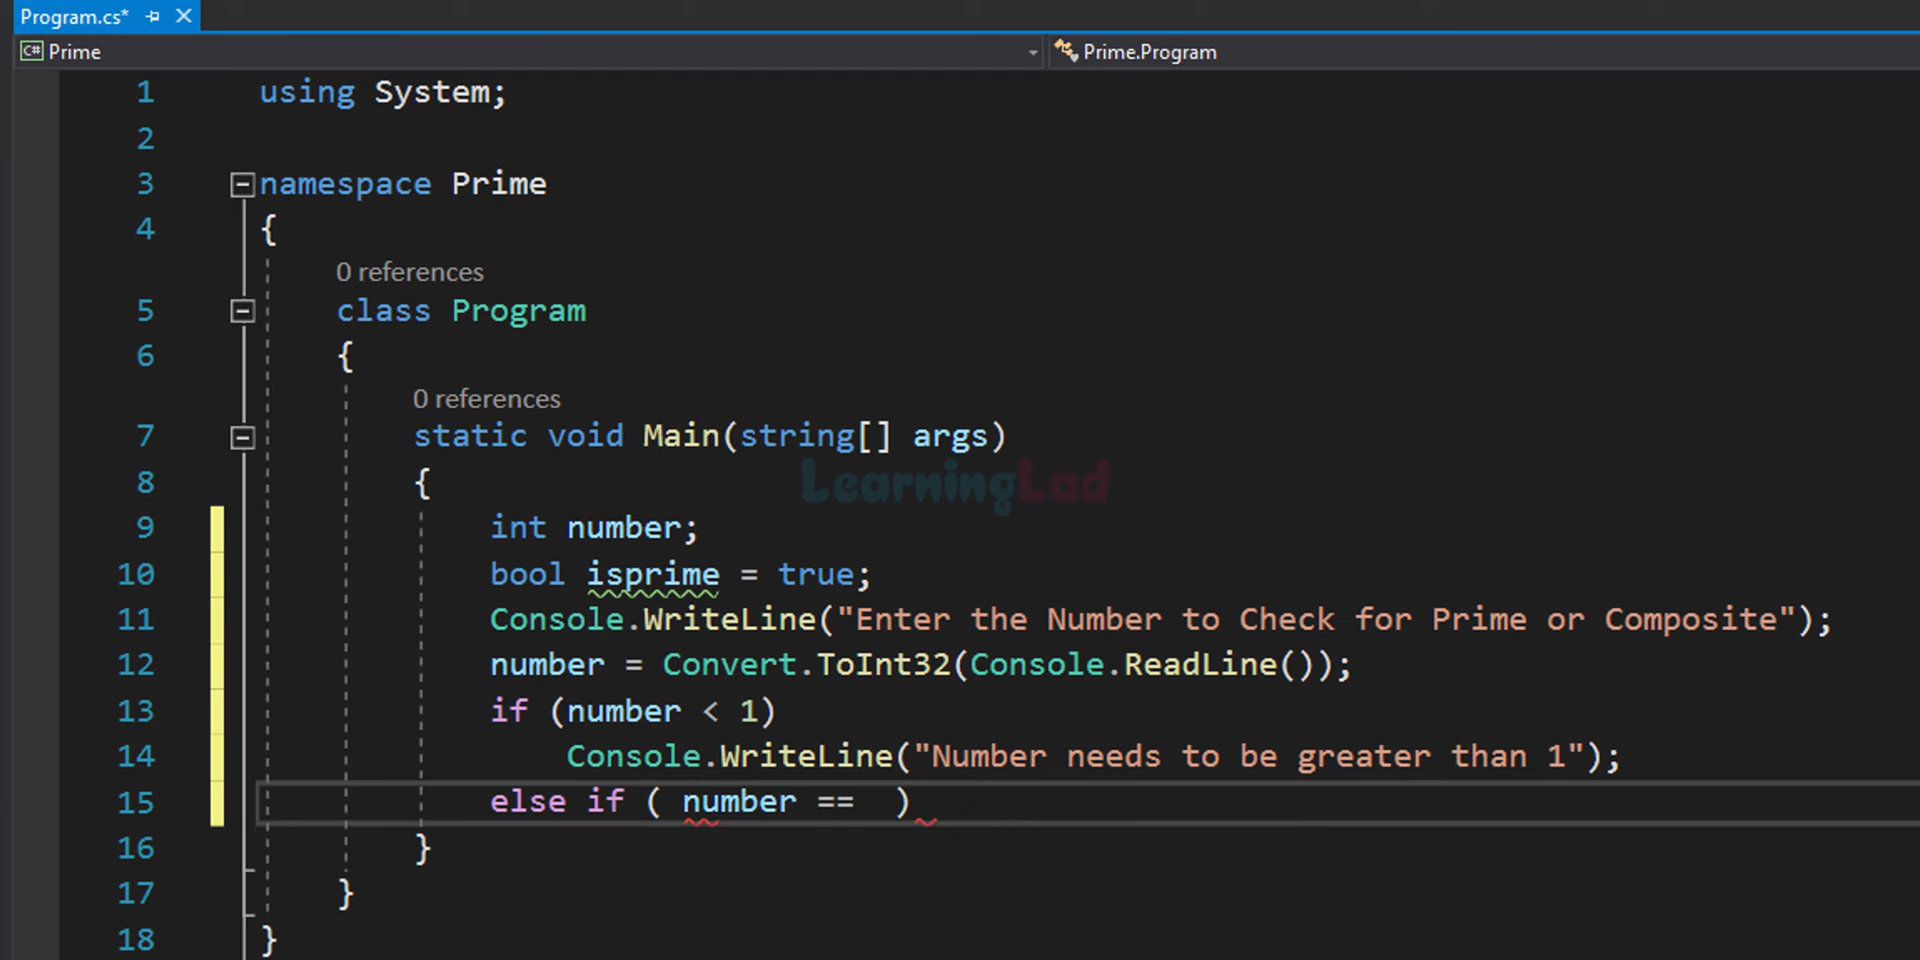 Program.cs*
C# Prime
Prime.Program
1 using System;
2
3 namespace Prime
4 {
0 references
5 class Program
6 {
0 references
7 static void Main(string[] args)
LearningLad
8 {
9 int number;
10 bool isprime = true;
11 Console.WriteLine("Enter the Number to Check for Prime or Composite");
12 number = Convert.ToInt32(Console.ReadLine());
13 if (number < 1)
14 Console.WriteLine("Number needs to be greater than 1");
15 else if ( number ==  )
16 }
17 }
18 }